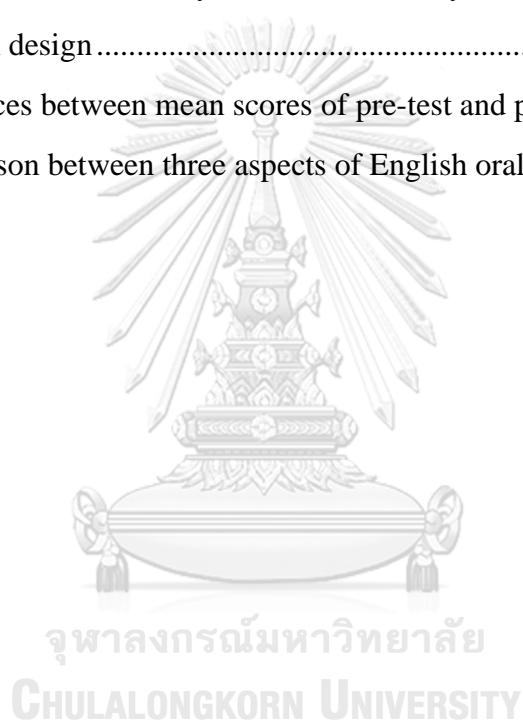 design
ces between mean scores of pre-test and p
son between three aspects of English oral
จุฬาลงกรณ์มหาวิทยาลัย
CHULALONGKORN UNIVERSITY